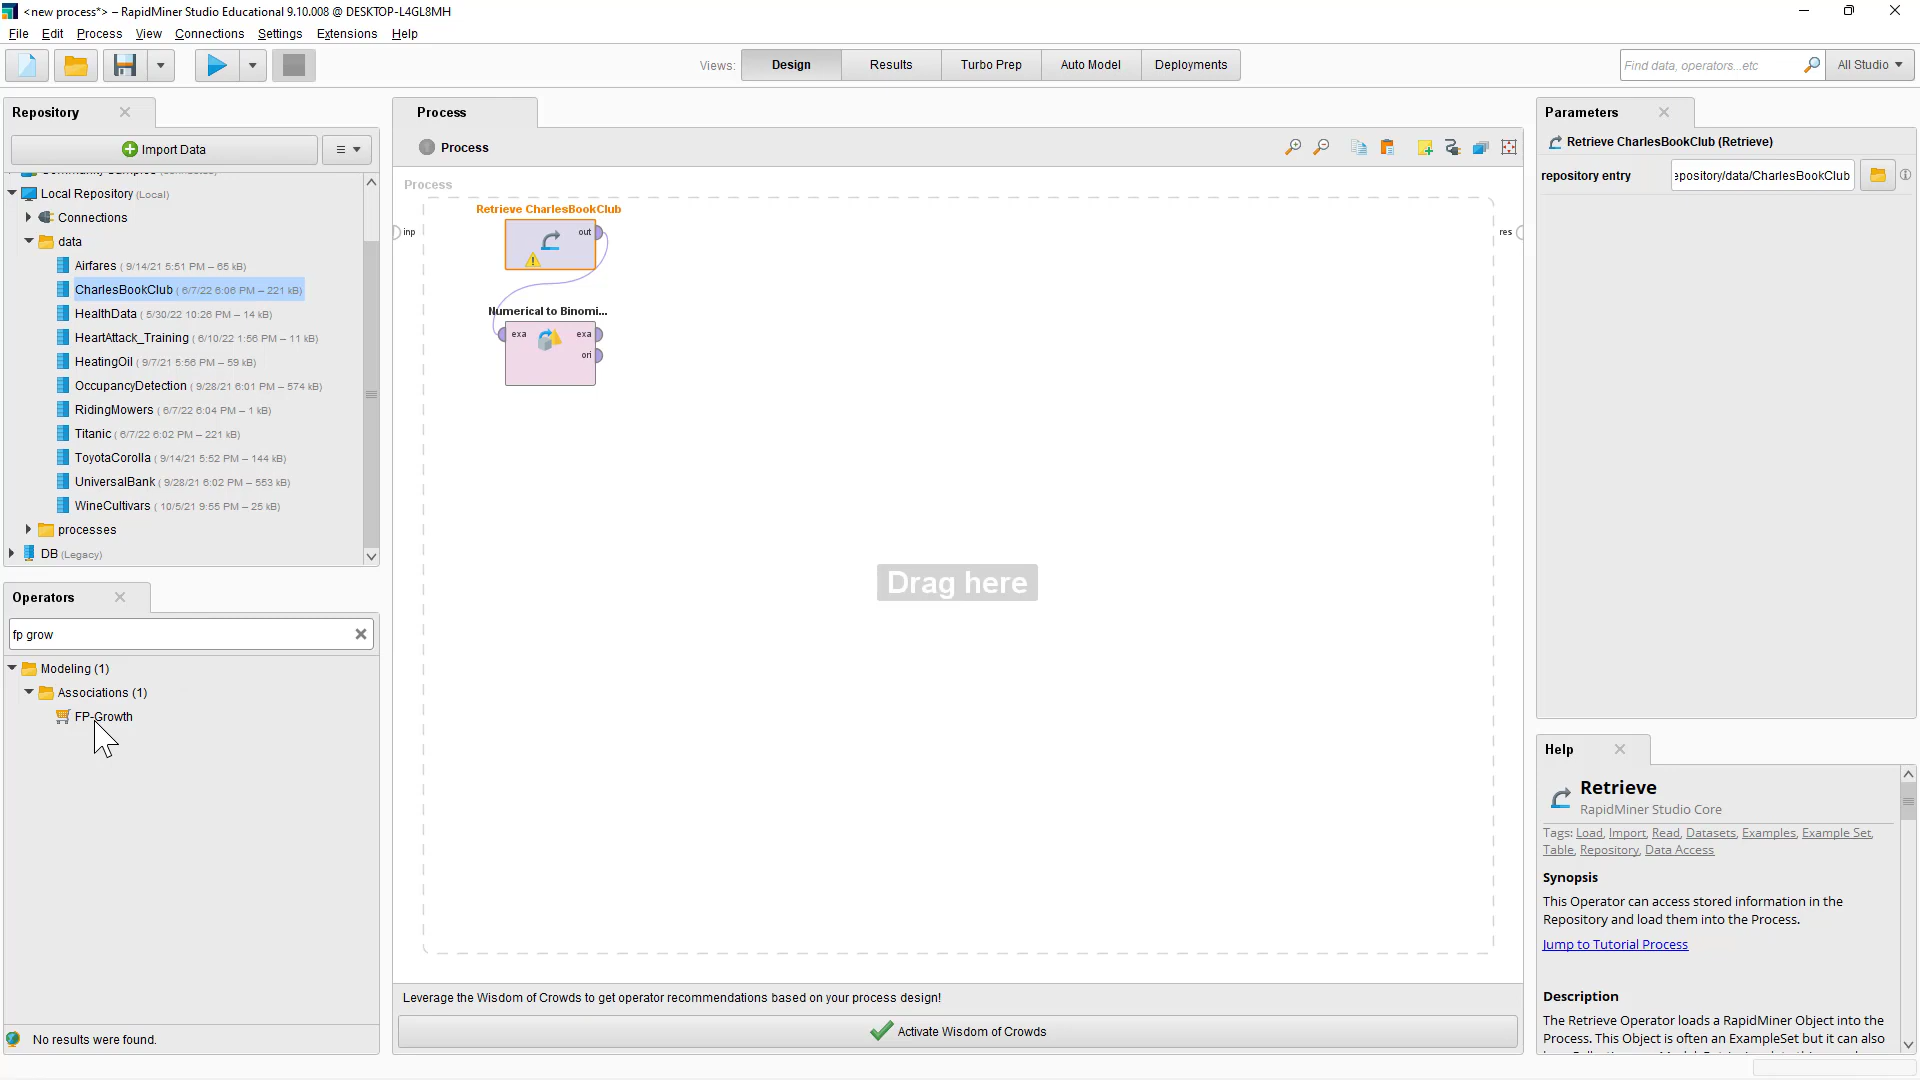 <new process*> – RapidMiner Studio Educational 9.10.008 @ DESKTOP-L4GL8MH
File Edit Process View Connections Settings Extensions Help
Views: Design Results Turbo Prep Auto Model Deployments
Find data, operators...etc
All Studio
Repository
Import Data
Local Repository (Local)
Connections
data
Airfares ( 9/14/21 5:51 PM – 65 kB)
CharlesBookClub ( 6/7/22 6:06 PM – 221 kB)
HealthData ( 5/30/22 10:26 PM – 14 kB)
HeartAttack_Training ( 6/10/22 1:56 PM – 11 kB)
HeatingOil ( 9/7/21 5:56 PM – 59 kB)
OccupancyDetection ( 9/28/21 6:01 PM – 574 kB)
RidingMowers ( 6/7/22 6:04 PM – 1 kB)
Titanic ( 6/7/22 6:02 PM – 221 kB)
ToyotaCorolla ( 9/14/21 5:52 PM – 144 kB)
UniversalBank ( 9/28/21 6:02 PM – 553 kB)
WineCultivars ( 10/5/21 9:55 PM – 25 kB)
processes
DB (Legacy)
Operators
fp grow
Modeling (1)
Associations (1)
FP-Growth
No results were found.
Process
Process
Process
inp
Retrieve CharlesBookClub
out
Numerical to Binomi...
exa exa
ori
res
Drag here
Leverage the Wisdom of Crowds to get operator recommendations based on your process design!
Activate Wisdom of Crowds
Parameters
Retrieve CharlesBookClub (Retrieve)
repository entry
epository/data/CharlesBookClub
Help
Retrieve
RapidMiner Studio Core
Tags: Load, Import, Read, Datasets, Examples, Example Set,
Table, Repository, Data Access
Synopsis
This Operator can access stored information in the
Repository and load them into the Process.
Jump to Tutorial Process
Description
The Retrieve Operator loads a RapidMiner Object into the
Process. This Object is often an ExampleSet but it can also